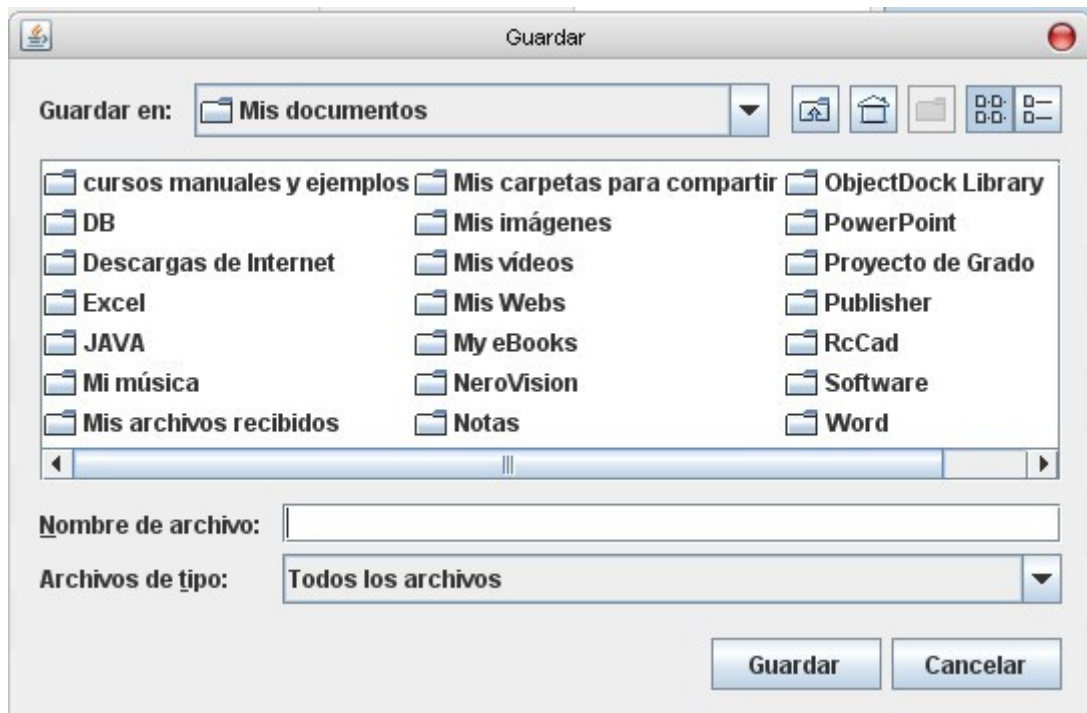 Guardar
Guardar en: Mis documentos
cursos manuales y ejemplos Mis carpetas para compartir ObjectDock Library
DB Mis imágenes PowerPoint
Descargas de Internet Mis vídeos Proyecto de Grado
Excel Mis Webs Publisher
JAVA My eBooks RcCad
Mi música NeroVision Software
Mis archivos recibidos Notas Word
Nombre de archivo:
Archivos de tipo: Todos los archivos
Guardar Cancelar